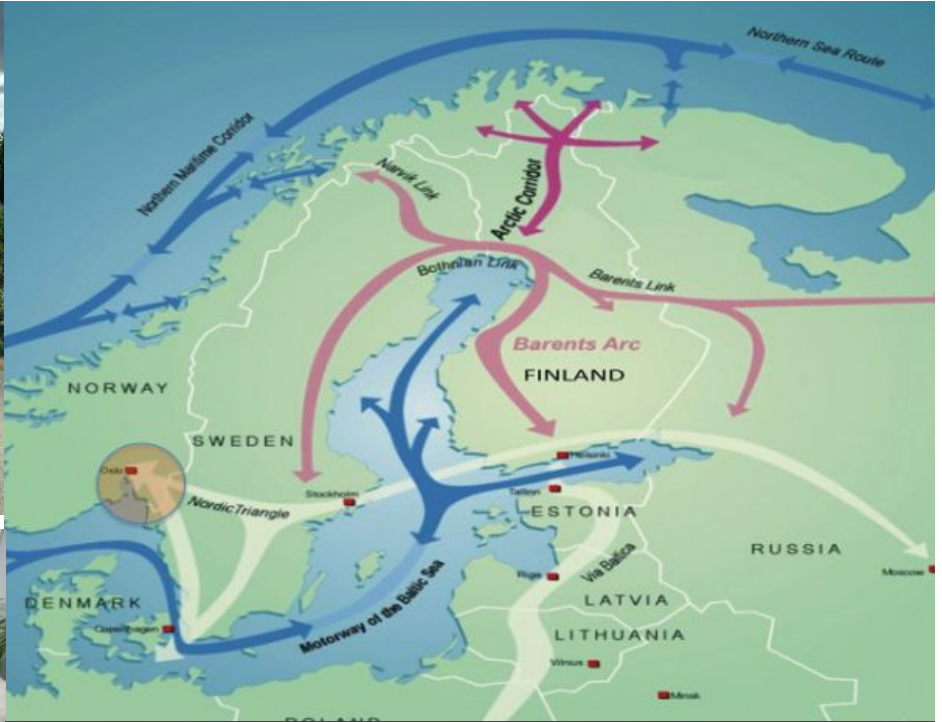 Northern Sea Route
Northern Maritime Corridor
Narvik Link
Arctic Corridor
Bothnian Link
Barents Link
Barents Arc
FINLAND
NORWAY
SWEDEN
Oslo
Helsinki
Nordic Triangle
Stockholm
Tallinn
ESTONIA
RUSSIA
Moscow
Via Baltica
Riga
Motorway of the Baltic Sea
LATVIA
DENMARK
Copenhagen
LITHUANIA
Vilnius
Minsk
POLAND